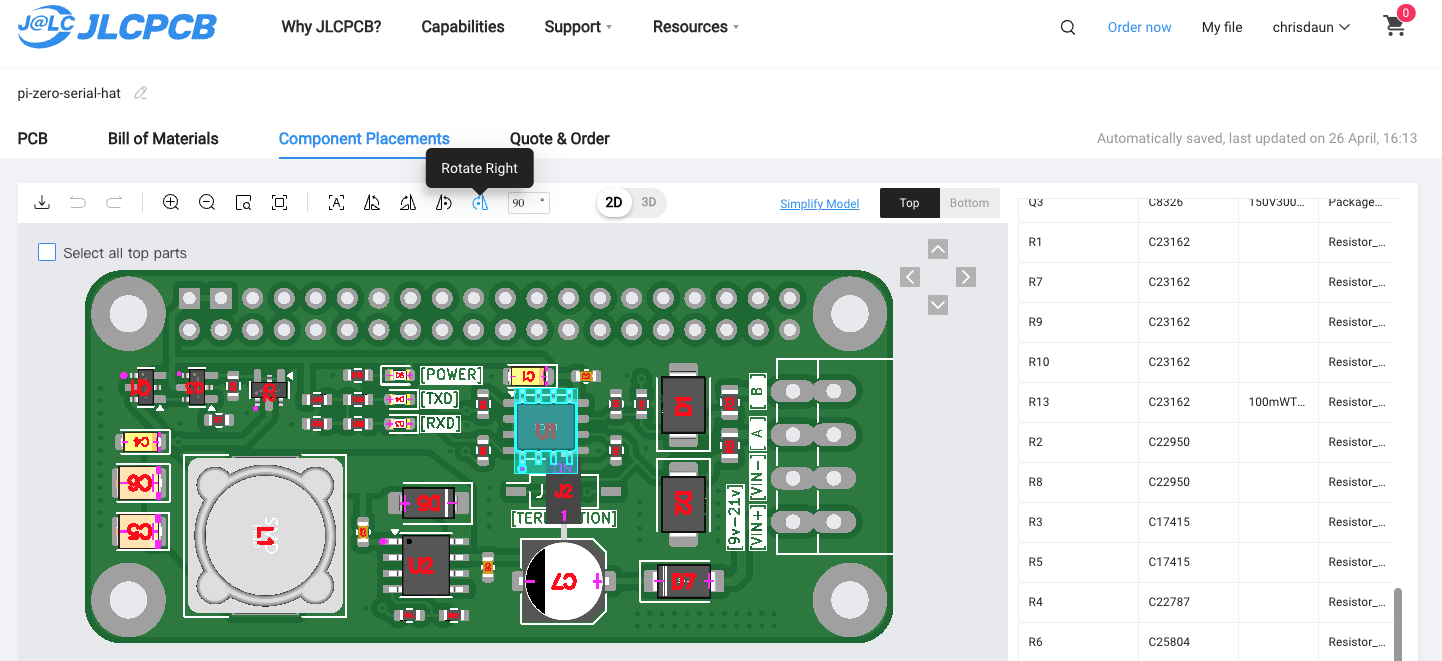 J@LC JLCPCB
Why JLCPCB?
Capabilities
Support
Resources
Order now
My file
chrisdaun
0
pi-zero-serial-hat
PCB
Bill of Materials
Component Placements
Quote & Order
Automatically saved, last updated on 26 April, 16:13
Rotate Right
90 °
2D
3D
Simplify Model
Top
Bottom
Select all top parts
[POWER]
[TXD]
[RXD]
C1
U1
J2
1
C4
C6
C5
L1
U2
C7
D7
D2
[B]
[A]
[VIN-]
[VIN+]
[9v-21v]
Q3 C8326 150V300... Package...
R1 C23162 Resistor_...
R7 C23162 Resistor_...
R9 C23162 Resistor_...
R10 C23162 Resistor_...
R13 C23162 100mWT... Resistor_...
R2 C22950 Resistor_...
R8 C22950 Resistor_...
R3 C17415 Resistor_...
R5 C17415 Resistor_...
R4 C22787 Resistor_...
R6 C25804 Resistor_...